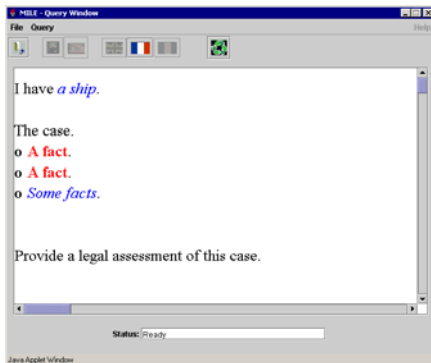 MILE - Query Window
File Query Help
I have a ship.
The case.
o A fact.
o A fact.
o Some facts.
Provide a legal assessment of this case.
Status: Ready
Java Applet Window